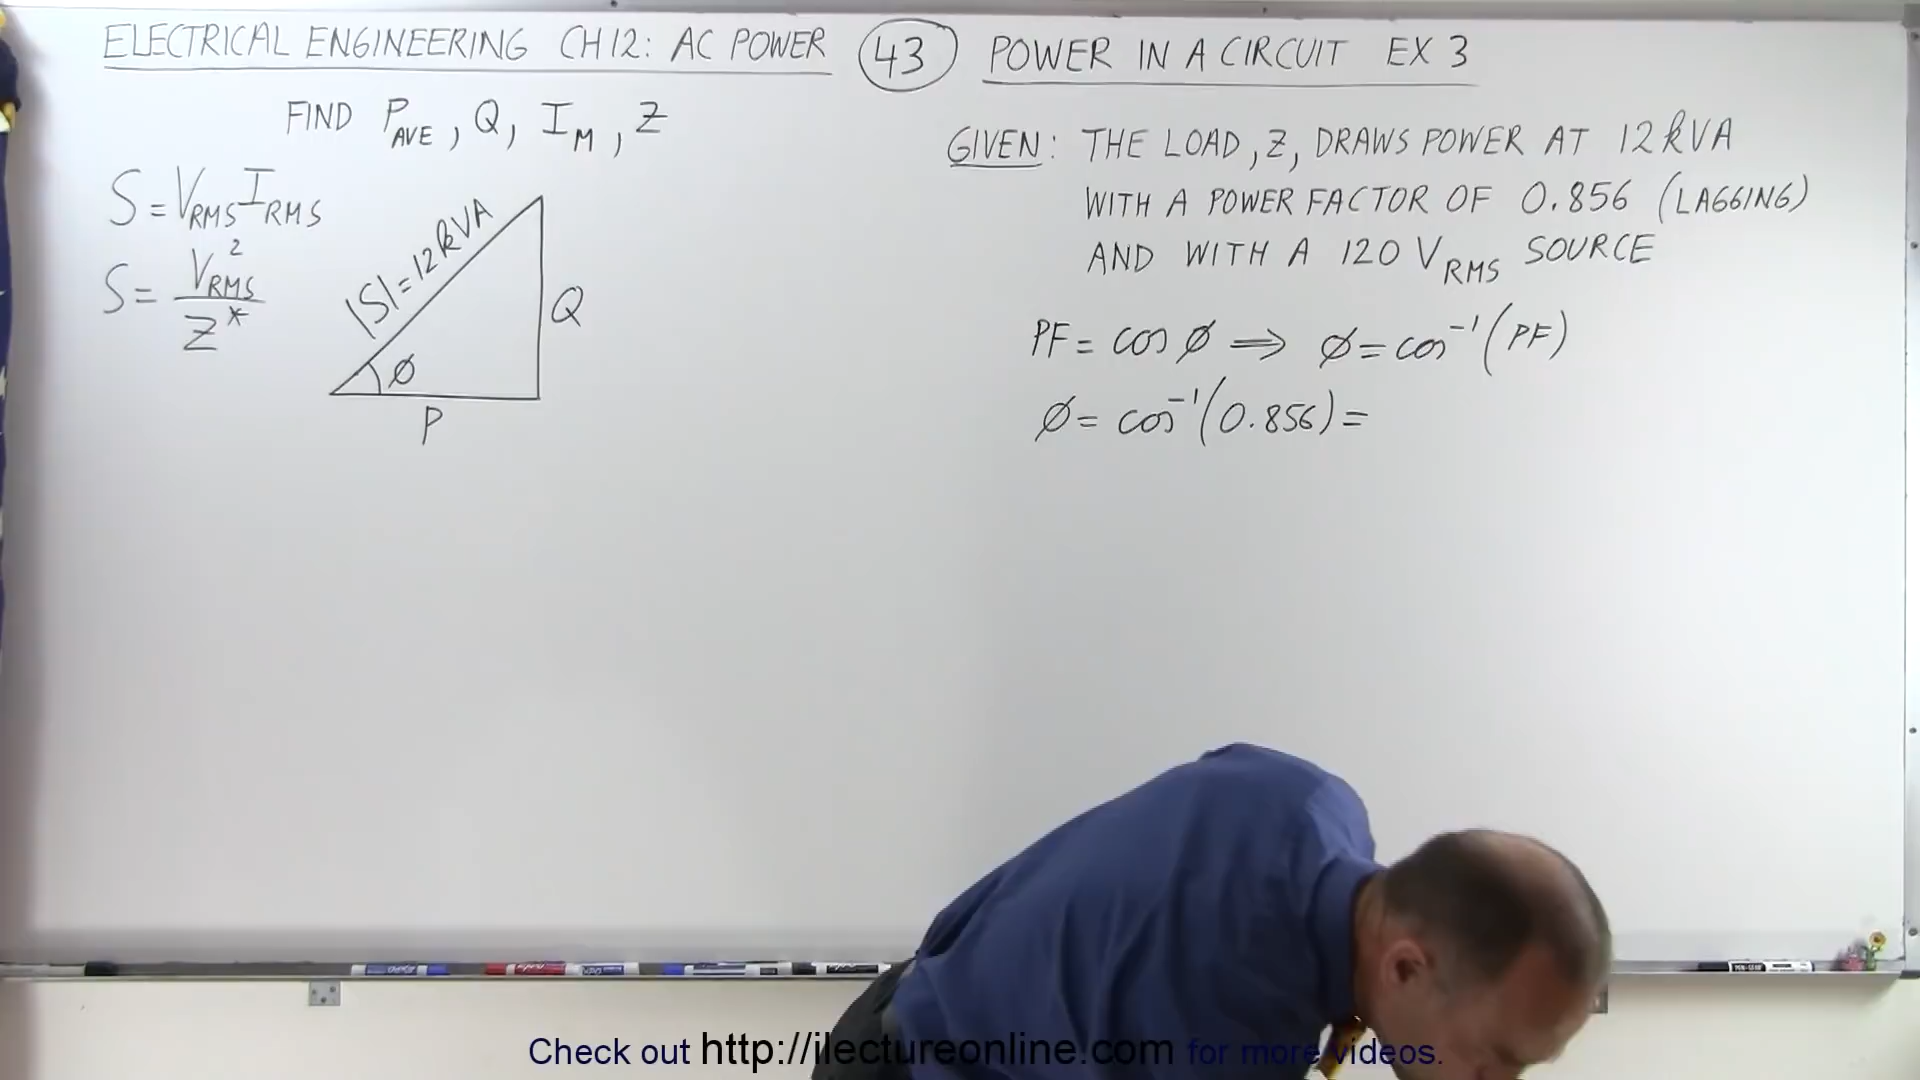 ELECTRICAL ENGINEERING CH12: AC POWER 43 POWER IN A CIRCUIT EX 3
FIND P_AVE, Q, I_M, Z
GIVEN: THE LOAD, Z, DRAWS POWER AT 12 kVA
WITH A POWER FACTOR OF 0.856 (LAGGING)
AND WITH A 120 V_RMS SOURCE
S = V_RMS I_RMS
S = V_RMS^2 / Z*
|S| = 12 kVA
Q
ø
P
PF = cos ø ⟹ ø = cos^-1 (PF)
ø = cos^-1 (0.856) =
Check out http://ilectureonline.com for more videos.